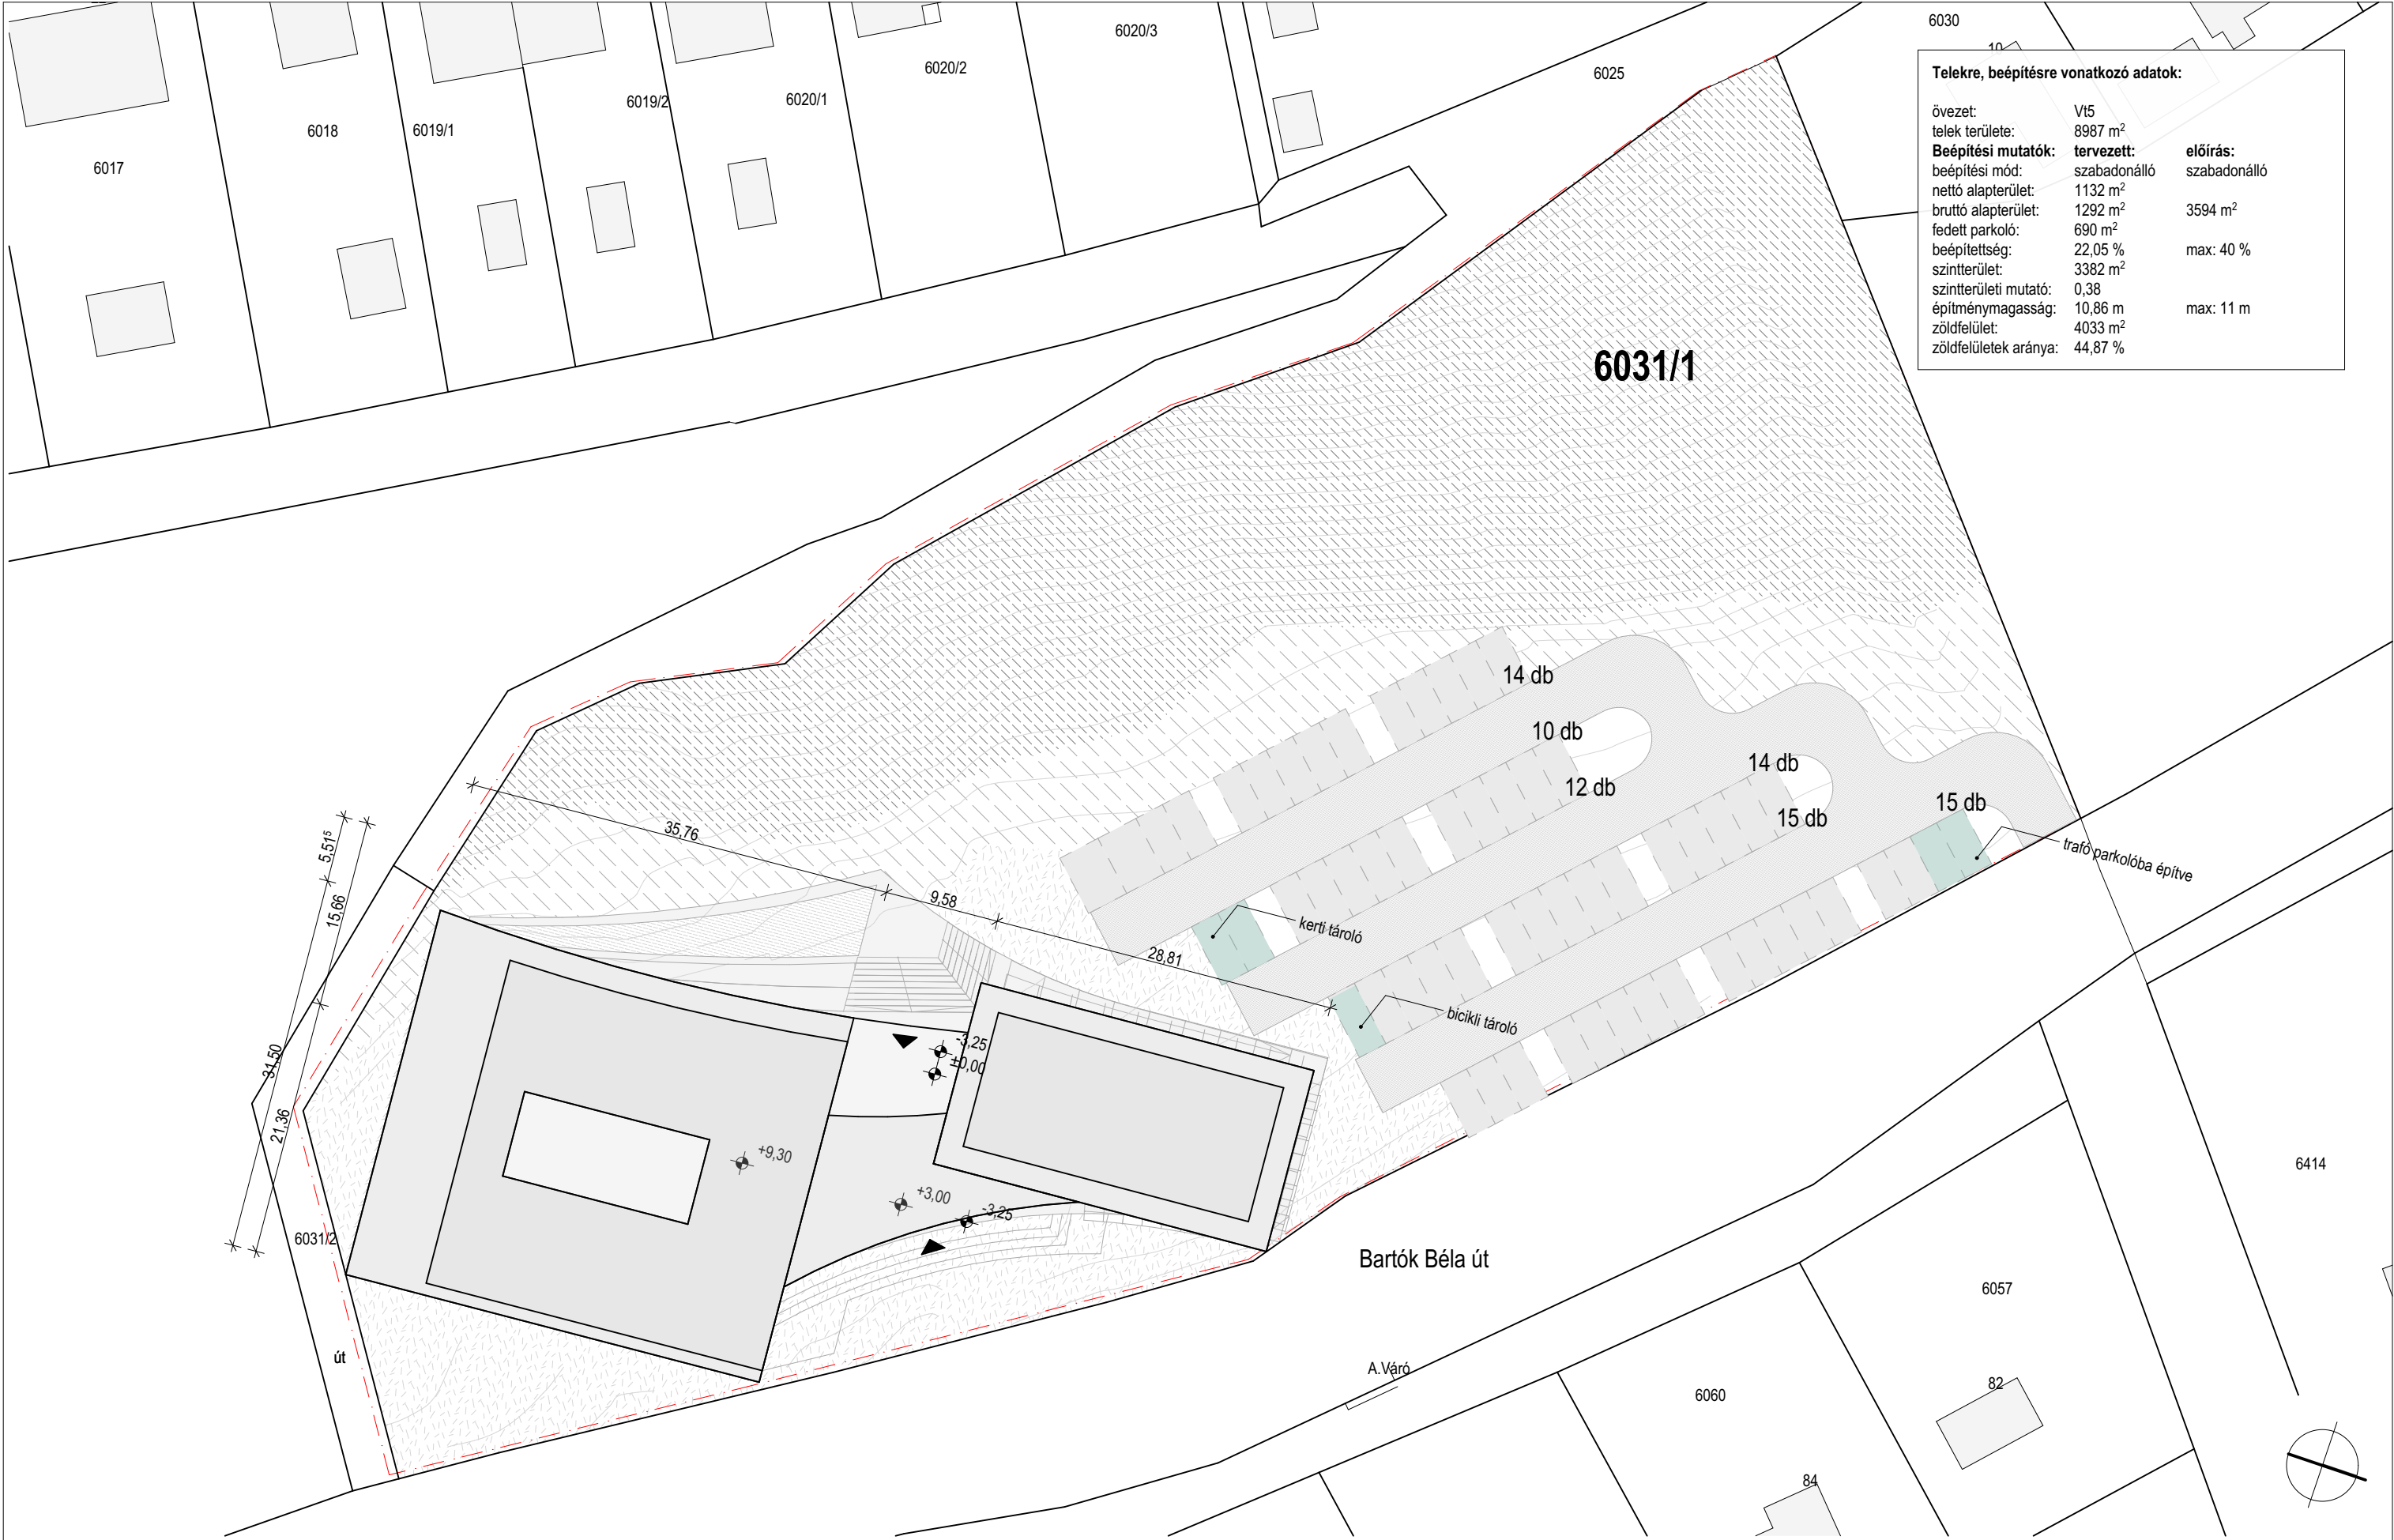 6020/3
6030
10
6020/2
6025
6019/2
6020/1
6018
6019/1
6017
Telekre, beépítésre vonatkozó adatok:
övezet: Vt5
telek területe: 8987 m²
Beépítési mutatók: tervezett: előírás:
beépítési mód: szabadonálló szabadonálló
nettó alapterület: 1132 m²
bruttó alapterület: 1292 m² 3594 m²
fedett parkoló: 690 m²
beépítettség: 22,05 % max: 40 %
szintterület: 3382 m²
szintterületi mutató: 0,38
építménymagasság: 10,86 m max: 11 m
zöldfelület: 4033 m²
zöldfelületek aránya: 44,87 %
6031/1
14 db
10 db
12 db
14 db
15 db
15 db
trafó parkolóba építve
35,76
9,58
28,81
5,51⁵
15,66
31,50
21,36
kerti tároló
bicikli tároló
-3,25
±0,00
+9,30
+3,00
-3,25
6031/2
út
Bartók Béla út
A.Váró
6414
6057
6060
82
84